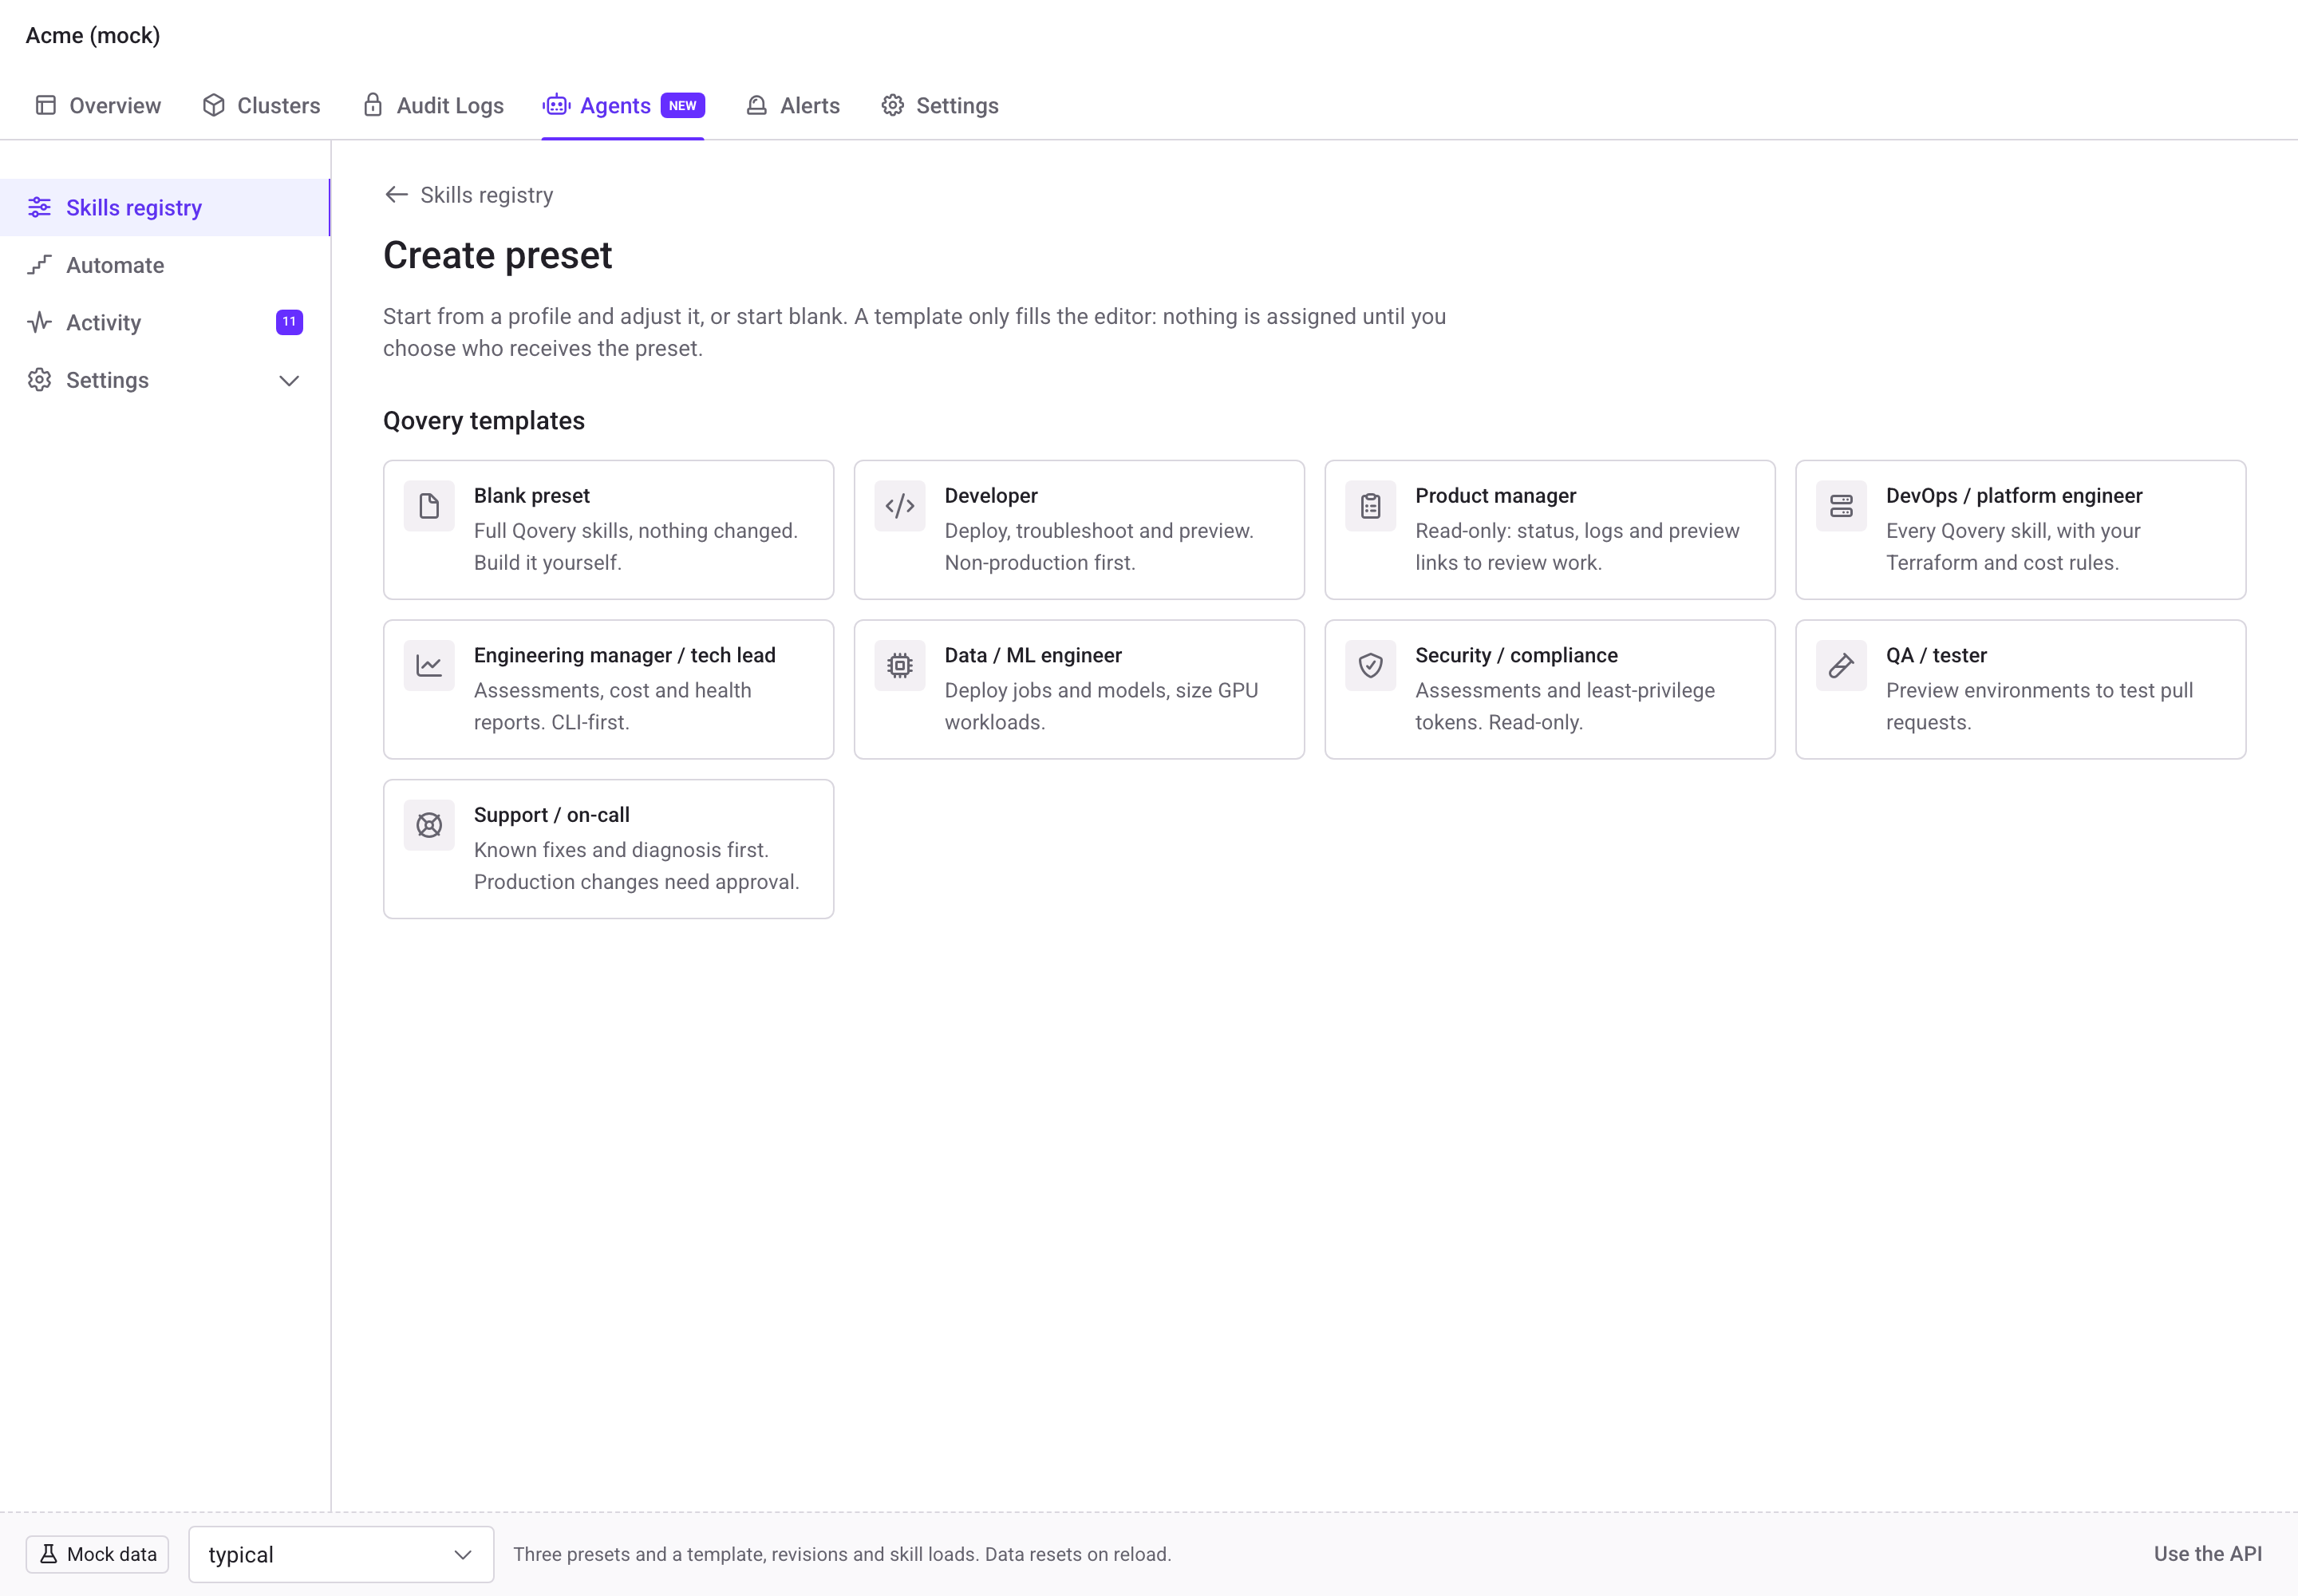 Acme (mock)
Overview
Clusters
Audit Logs
Agents NEW
Alerts
Settings
Skills registry
Automate
Activity 11
Settings
Skills registry
Create preset
Start from a profile and adjust it, or start blank. A template only fills the editor: nothing is assigned until you
choose who receives the preset.
Qovery templates
Blank preset
Full Qovery skills, nothing changed.
Build it yourself.
Developer
Deploy, troubleshoot and preview.
Non-production first.
Product manager
Read-only: status, logs and preview
links to review work.
DevOps / platform engineer
Every Qovery skill, with your
Terraform and cost rules.
Engineering manager / tech lead
Assessments, cost and health
reports. CLI-first.
Data / ML engineer
Deploy jobs and models, size GPU
workloads.
Security / compliance
Assessments and least-privilege
tokens. Read-only.
QA / tester
Preview environments to test pull
requests.
Support / on-call
Known fixes and diagnosis first.
Production changes need approval.
Mock data
typical
Three presets and a template, revisions and skill loads. Data resets on reload.
Use the API